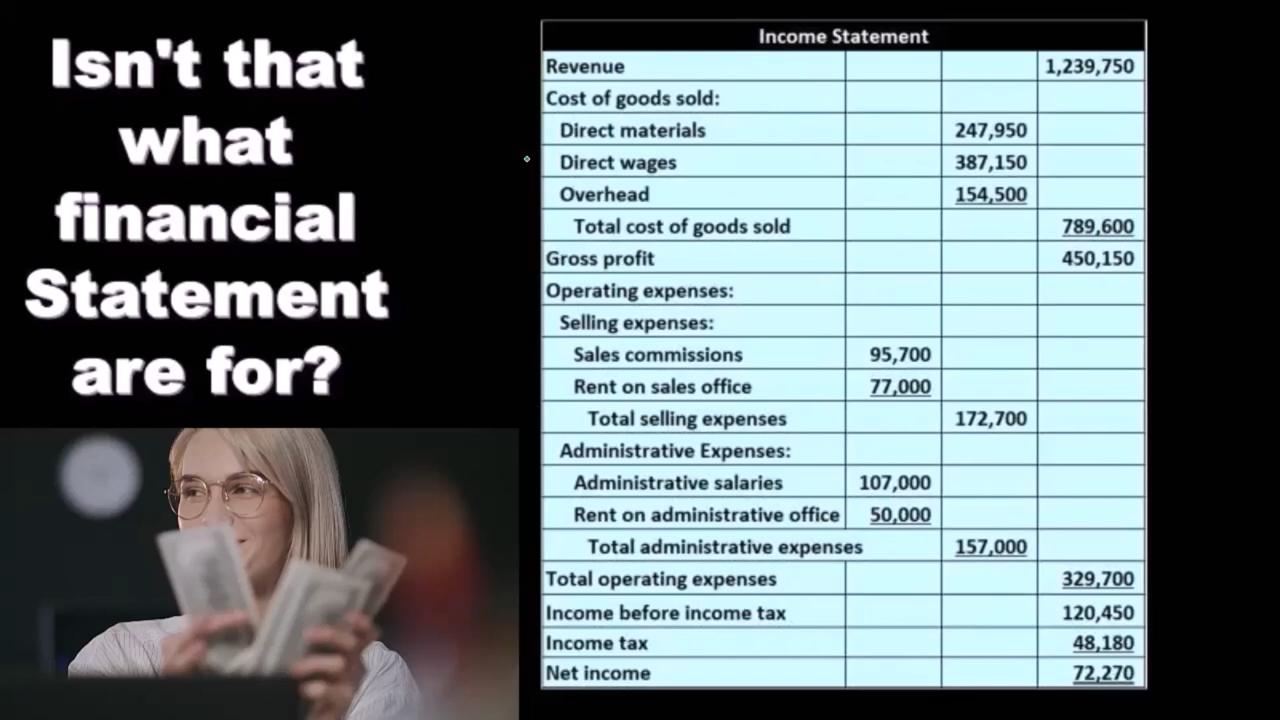 Isn't that
what
financial
Statement
are for?
Income Statement
Revenue 1,239,750
Cost of goods sold:
Direct materials 247,950
Direct wages 387,150
Overhead 154,500
Total cost of goods sold 789,600
Gross profit 450,150
Operating expenses:
Selling expenses:
Sales commissions 95,700
Rent on sales office 77,000
Total selling expenses 172,700
Administrative Expenses:
Administrative salaries 107,000
Rent on administrative office 50,000
Total administrative expenses 157,000
Total operating expenses 329,700
Income before income tax 120,450
Income tax 48,180
Net income 72,270